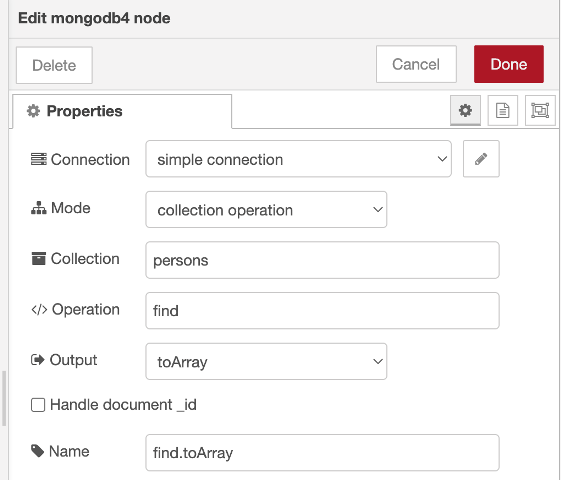 Edit mongodb4 node
Delete
Cancel
Done
Properties
Connection
simple connection
Mode
collection operation
Collection
persons
</> Operation
find
Output
toArray
Handle document _id
Name
find.toArray